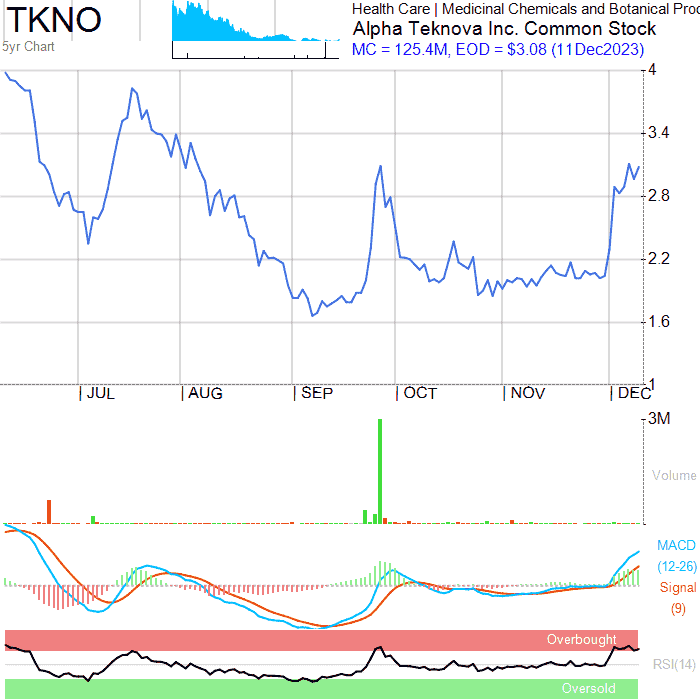 TKNO
5yr Chart
Health Care | Medicinal Chemicals and Botanical Proc
Alpha Teknova Inc. Common Stock
MC = 125.4M, EOD = $3.08 (11Dec2023)
4
3.4
2.8
2.2
1.6
1
JUL AUG SEP OCT NOV DEC
3M
Volume
MACD
(12-26)
Signal
(9)
Overbought
RSI(14)
Oversold